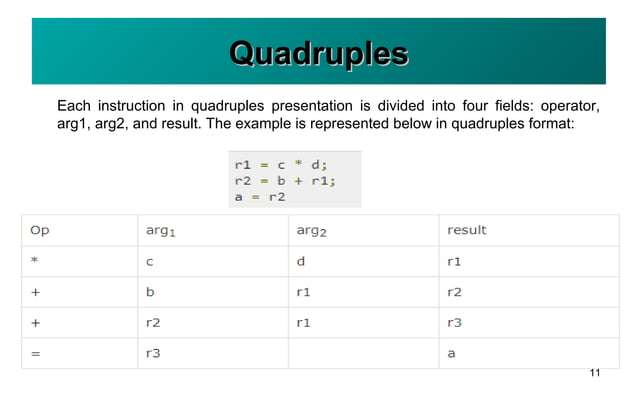 Quadruples
Each instruction in quadruples presentation is divided into four fields: operator,
arg1, arg2, and result. The example is represented below in quadruples format:
r1 = c * d;
r2 = b + r1;
a = r2
Op arg1 arg2 result
* c d r1
+ b r1 r2
+ r2 r1 r3
= r3 a
11